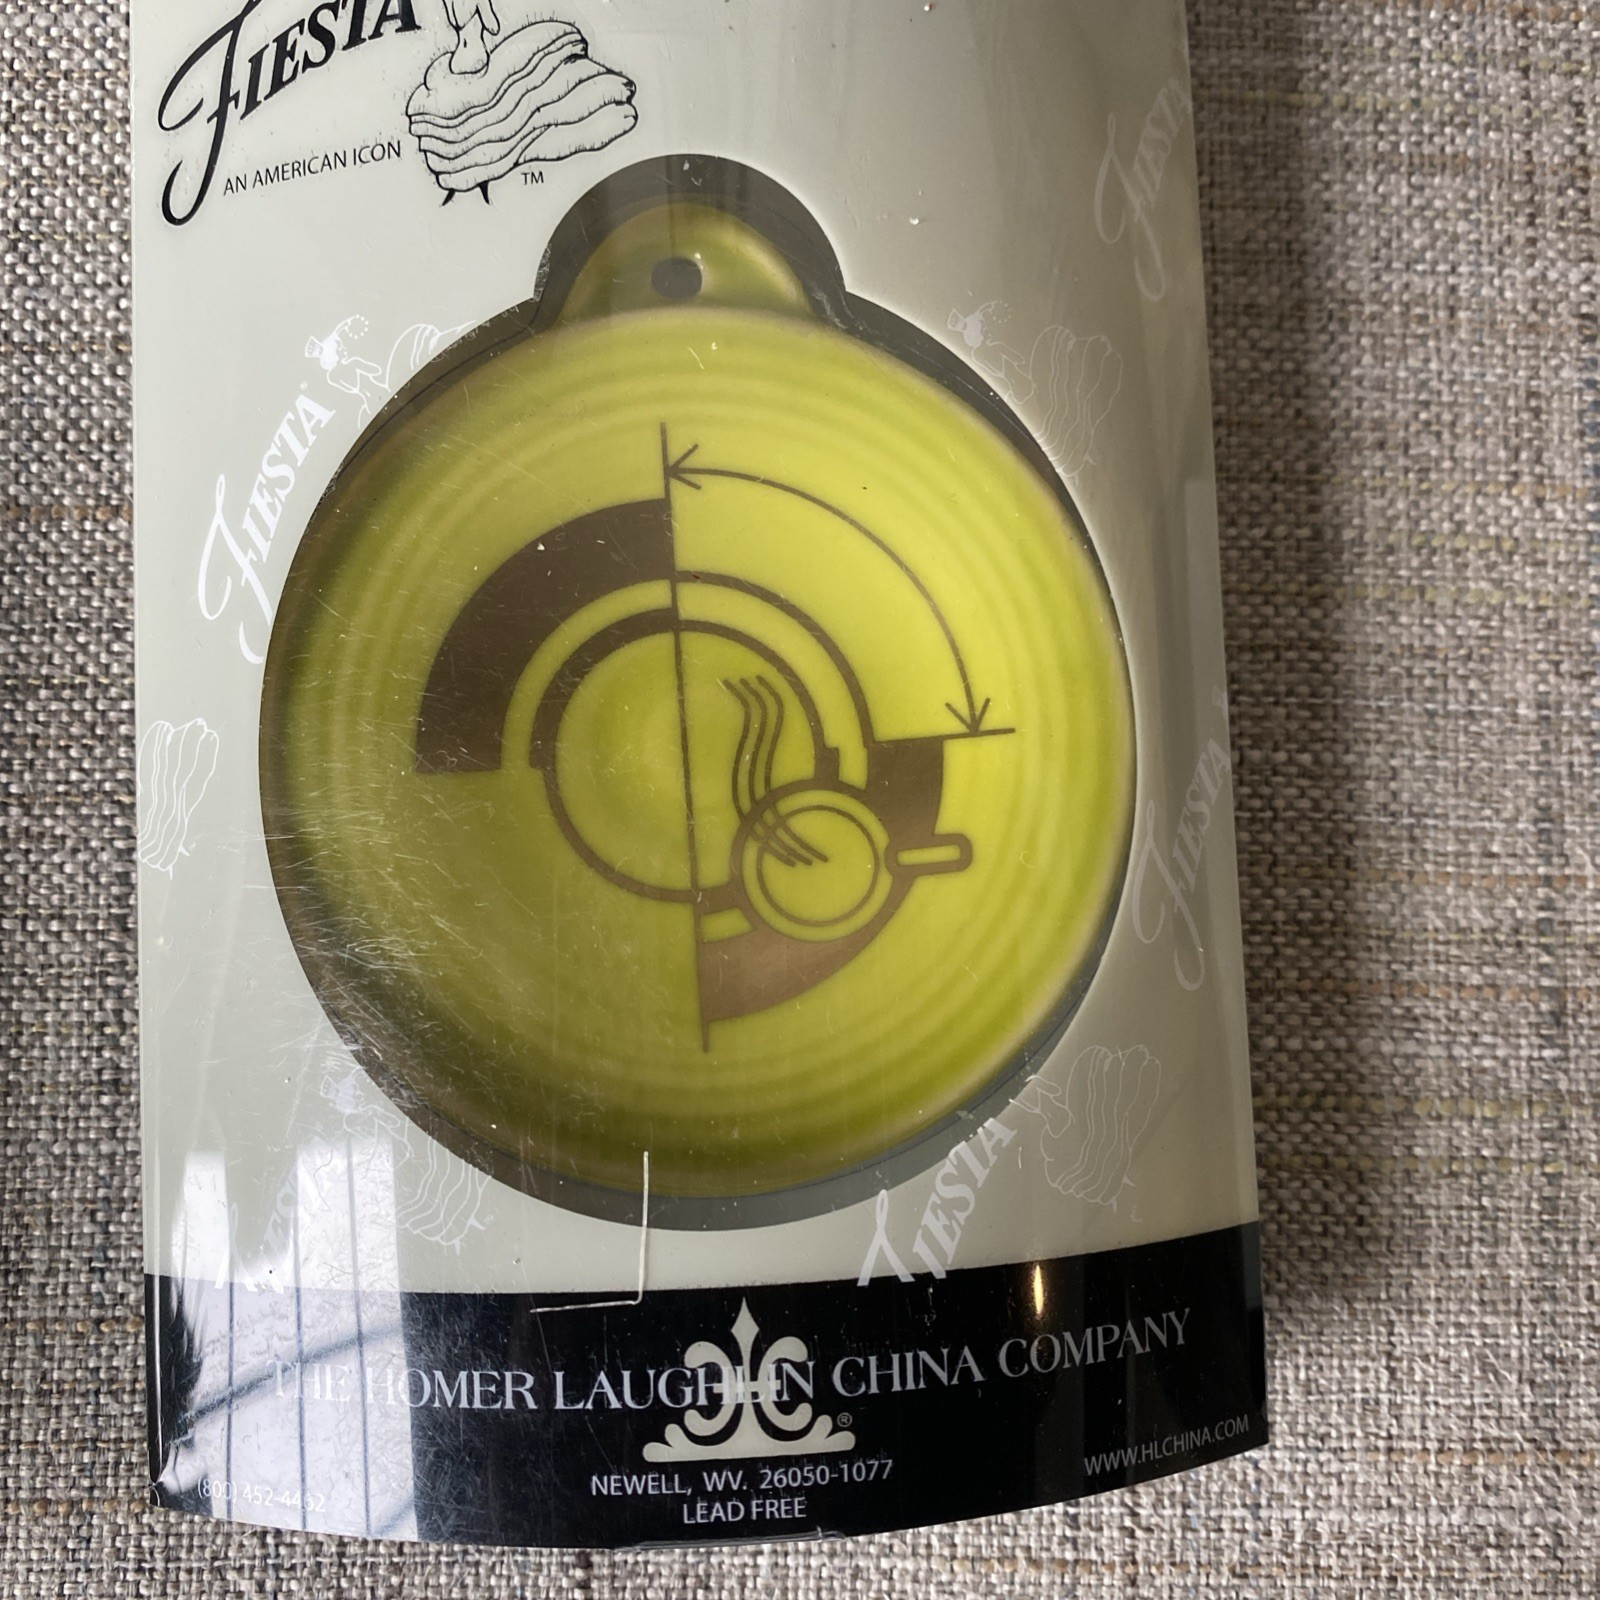 FIESTA
AN AMERICAN ICON
TM
FIESTA
FIESTA
FIESTA
FIESTA
FIESTA
THE HOMER LAUGHLIN CHINA COMPANY
®
NEWELL, WV. 26050-1077
LEAD FREE
(800) 452-4462
WWW.HLCHINA.COM